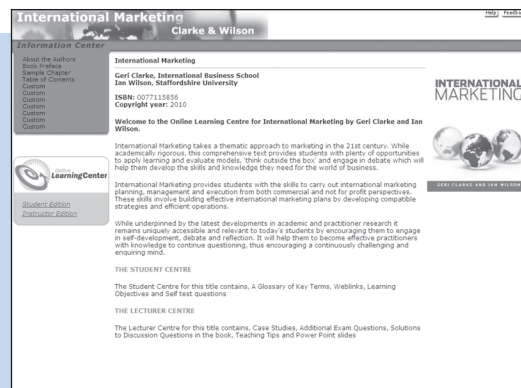 International Marketing
Clarke & Wilson
Help
Information Center
About the Authors
Book Preface
Sample Chapter
Table of Contents
Custom
Custom
Custom
Custom
Custom
Custom
Custom
Online
LearningCenter
Student Edition
Instructor Edition
International Marketing
Geri Clarke, International Business School
Ian Wilson, Staffordshire University
ISBN: 0077115856
Copyright year: 2010
Welcome to the Online Learning Centre for International Marketing by Geri Clarke and Ian
Wilson.
International Marketing takes a thematic approach to marketing in the 21st century. While
academically rigorous, this comprehensive text provides students with plenty of opportunities
to apply learning and evaluate models, 'think outside the box' and engage in debate which will
help them develop the skills and knowledge they need for the world of business.
International Marketing provides students with the skills to carry out international marketing
planning, management and execution from both commercial and not for profit perspectives.
These skills involve building effective international marketing plans by developing compatible
strategies and efficient operations.
While underpinned by the latest developments in academic and practitioner research it
remains uniquely accessible and relevant to today's students by encouraging them to engage
in self-development, debate and reflection. It will help them to become effective practitioners
with knowledge to continue questioning, thus encouraging a continuously challenging and
enquiring mind.
THE STUDENT CENTRE
The Student Centre for this title contains, A Glossary of Key Terms, Weblinks, Learning
Objectives and Self test questions
THE LECTURER CENTRE
The Lecturer Centre for this title contains, Case Studies, Additional Exam Questions, Solutions
to Discussion Questions in the book, Teaching Tips and Power Point slides
INTERNATIONAL
MARKETING
GERI CLARKE AND IAN WILSON